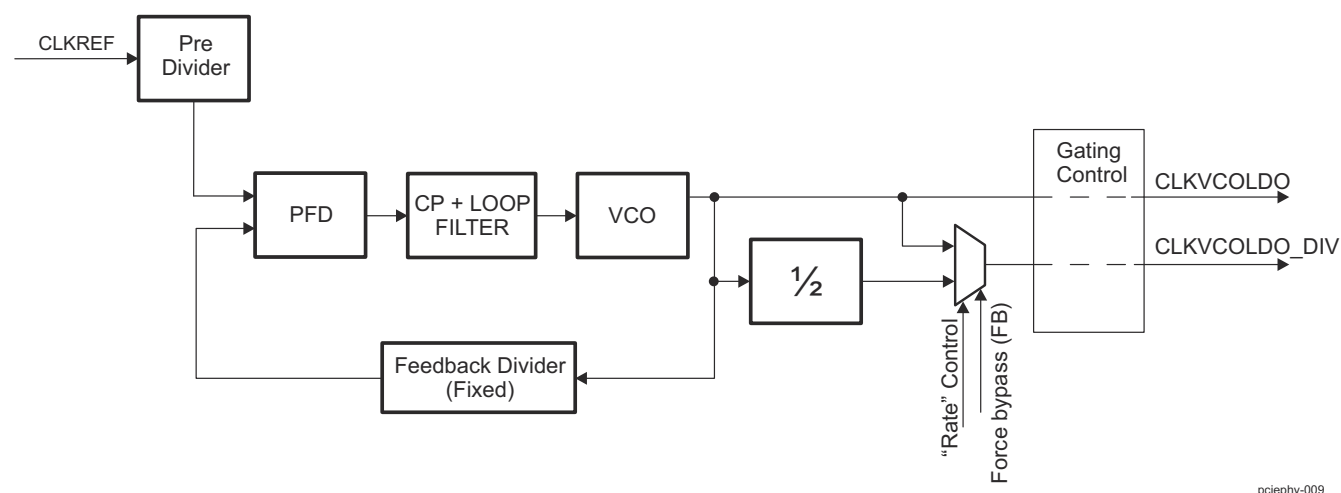 CLKREF
Pre
Divider
Gating
Control
CLKVCOLDO
PFD
CP + LOOP
FILTER
VCO
CLKVCOLDO_DIV
½
Feedback Divider
(Fixed)
“Rate” Control
Force bypass (FB)
pciephy-009